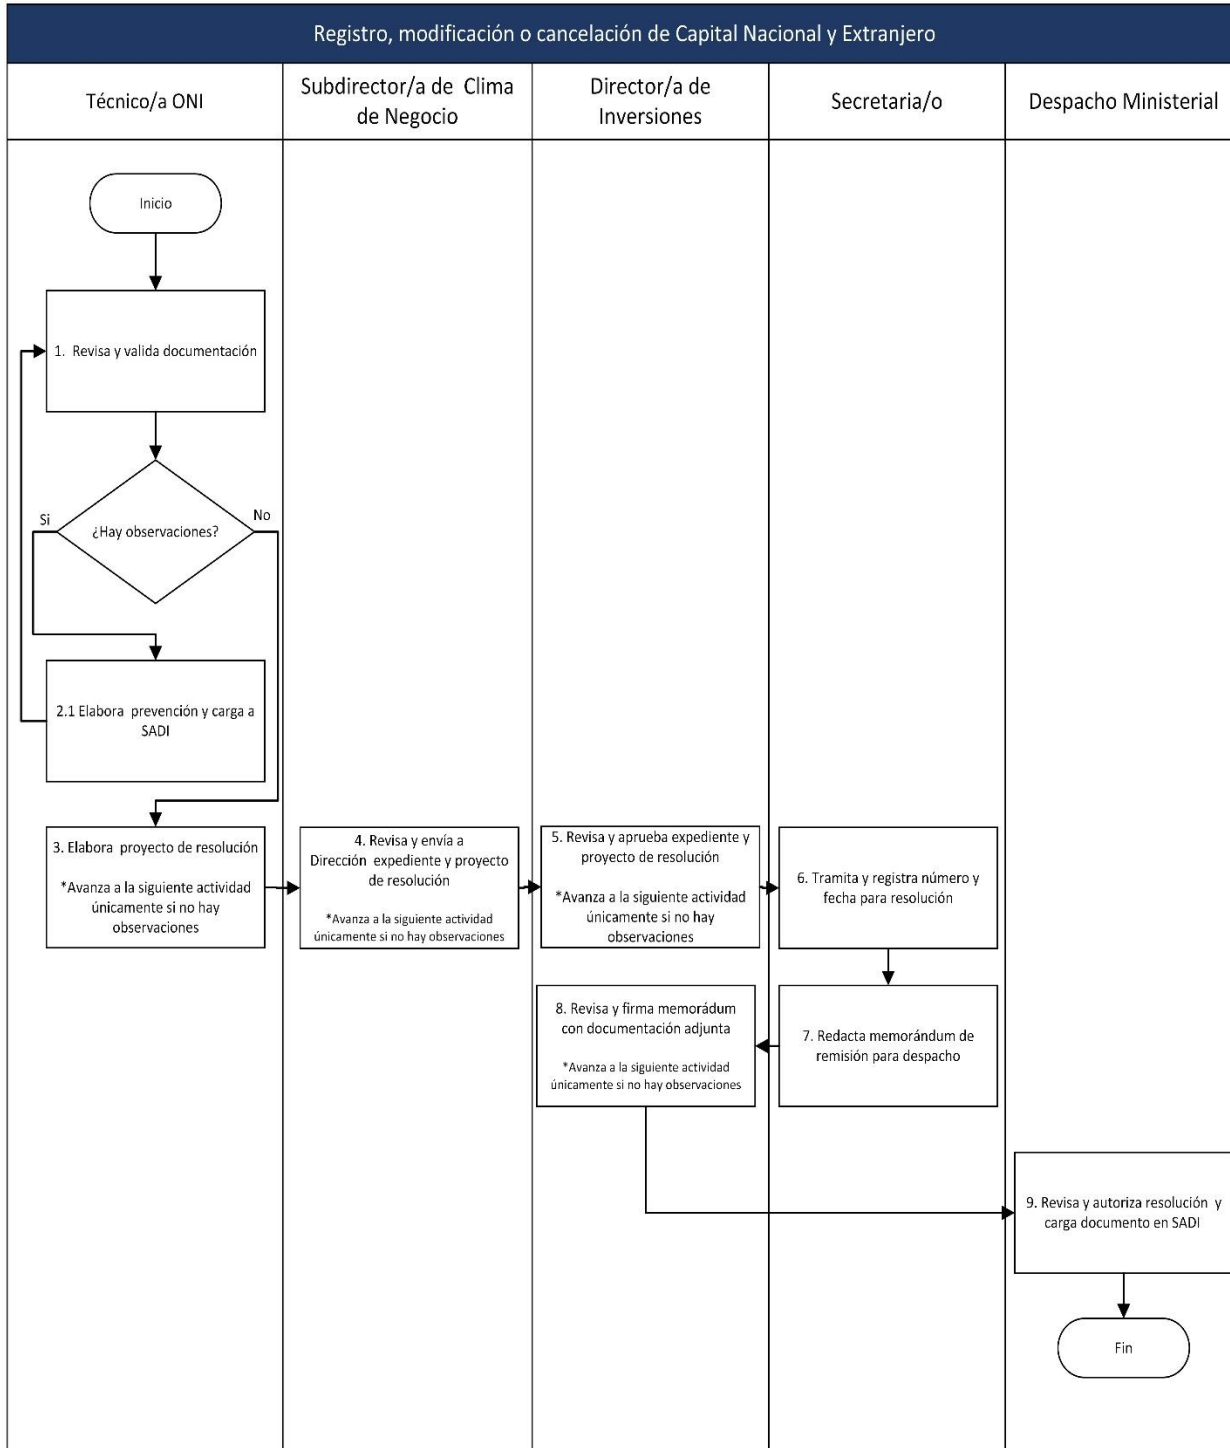 Registro, modificación o cancelación de Capital Nacional y Extranjero
Técnico/a ONI
Subdirector/a de Clima
de Negocio
Director/a de
Inversiones
Secretaria/o
Despacho Ministerial
Inicio
1. Revisa y valida documentación
¿Hay observaciones?
Si
No
2.1 Elabora prevención y carga a
SADI
3. Elabora proyecto de resolución
*Avanza a la siguiente actividad
únicamente si no hay
observaciones
4. Revisa y envía a
Dirección expediente y proyecto
de resolución
*Avanza a la siguiente actividad
únicamente si no hay observaciones
5. Revisa y aprueba expediente y
proyecto de resolución
*Avanza a la siguiente actividad
únicamente si no hay
observaciones
6. Tramita y registra número y
fecha para resolución
7. Redacta memorándum de
remisión para despacho
8. Revisa y firma memorádum
con documentación adjunta
*Avanza a la siguiente actividad
únicamente si no hay observaciones
9. Revisa y autoriza resolución y
carga documento en SADI
Fin